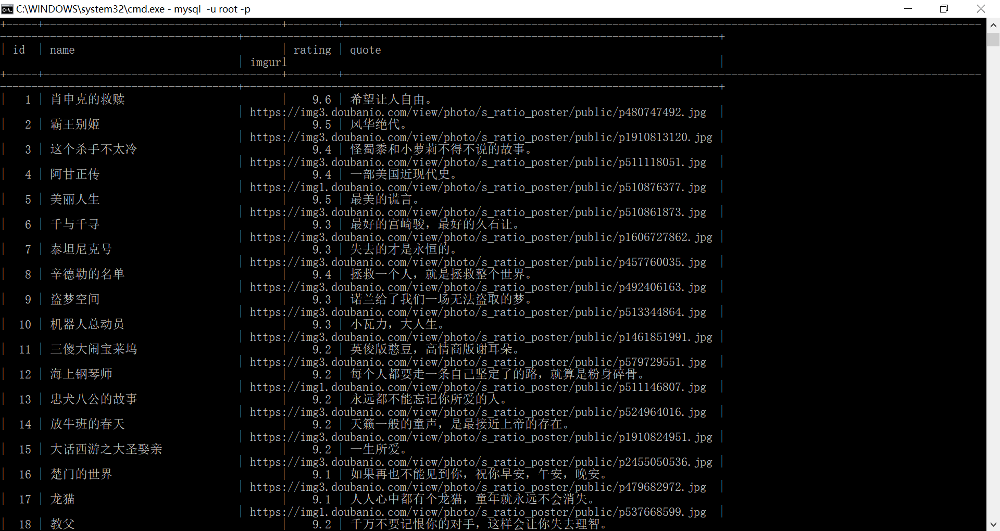 C:\WINDOWS\system32\cmd.exe - mysql  -u root -p
| id | name | rating | quote
| imgurl |
| 1 | 肖申克的救赎 | 9.6 | 希望让人自由。
| https://img3.doubanio.com/view/photo/s_ratio_poster/public/p480747492.jpg |
| 2 | 霸王别姬 | 9.5 | 风华绝代。
| https://img3.doubanio.com/view/photo/s_ratio_poster/public/p1910813120.jpg |
| 3 | 这个杀手不太冷 | 9.4 | 怪蜀黍和小萝莉不得不说的故事。
| https://img3.doubanio.com/view/photo/s_ratio_poster/public/p511118051.jpg |
| 4 | 阿甘正传 | 9.4 | 一部美国近现代史。
| https://img1.doubanio.com/view/photo/s_ratio_poster/public/p510876377.jpg |
| 5 | 美丽人生 | 9.5 | 最美的谎言。
| https://img3.doubanio.com/view/photo/s_ratio_poster/public/p510861873.jpg |
| 6 | 千与千寻 | 9.3 | 最好的宫崎骏，最好的久石让。
| https://img3.doubanio.com/view/photo/s_ratio_poster/public/p1606727862.jpg |
| 7 | 泰坦尼克号 | 9.3 | 失去的才是永恒的。
| https://img3.doubanio.com/view/photo/s_ratio_poster/public/p457760035.jpg |
| 8 | 辛德勒的名单 | 9.4 | 拯救一个人，就是拯救整个世界。
| https://img3.doubanio.com/view/photo/s_ratio_poster/public/p492406163.jpg |
| 9 | 盗梦空间 | 9.3 | 诺兰给了我们一场无法盗取的梦。
| https://img3.doubanio.com/view/photo/s_ratio_poster/public/p513344864.jpg |
| 10 | 机器人总动员 | 9.3 | 小瓦力，大人生。
| https://img3.doubanio.com/view/photo/s_ratio_poster/public/p1461851991.jpg |
| 11 | 三傻大闹宝莱坞 | 9.2 | 英俊版憨豆，高情商版谢耳朵。
| https://img3.doubanio.com/view/photo/s_ratio_poster/public/p579729551.jpg |
| 12 | 海上钢琴师 | 9.2 | 每个人都要走一条自己坚定了的路，就算是粉身碎骨。
| https://img1.doubanio.com/view/photo/s_ratio_poster/public/p511146807.jpg |
| 13 | 忠犬八公的故事 | 9.2 | 永远都不能忘记你所爱的人。
| https://img3.doubanio.com/view/photo/s_ratio_poster/public/p524964016.jpg |
| 14 | 放牛班的春天 | 9.2 | 天籁一般的童声，是最接近上帝的存在。
| https://img3.doubanio.com/view/photo/s_ratio_poster/public/p1910824951.jpg |
| 15 | 大话西游之大圣娶亲 | 9.2 | 一生所爱。
| https://img3.doubanio.com/view/photo/s_ratio_poster/public/p2455050536.jpg |
| 16 | 楚门的世界 | 9.1 | 如果再也不能见到你，祝你早安，午安，晚安。
| https://img3.doubanio.com/view/photo/s_ratio_poster/public/p479682972.jpg |
| 17 | 龙猫 | 9.1 | 人人心中都有个龙猫，童年就永远不会消失。
| https://img1.doubanio.com/view/photo/s_ratio_poster/public/p537668599.jpg |
| 18 | 教父 | 9.2 | 千万不要记恨你的对手，这样会让你失去理智。